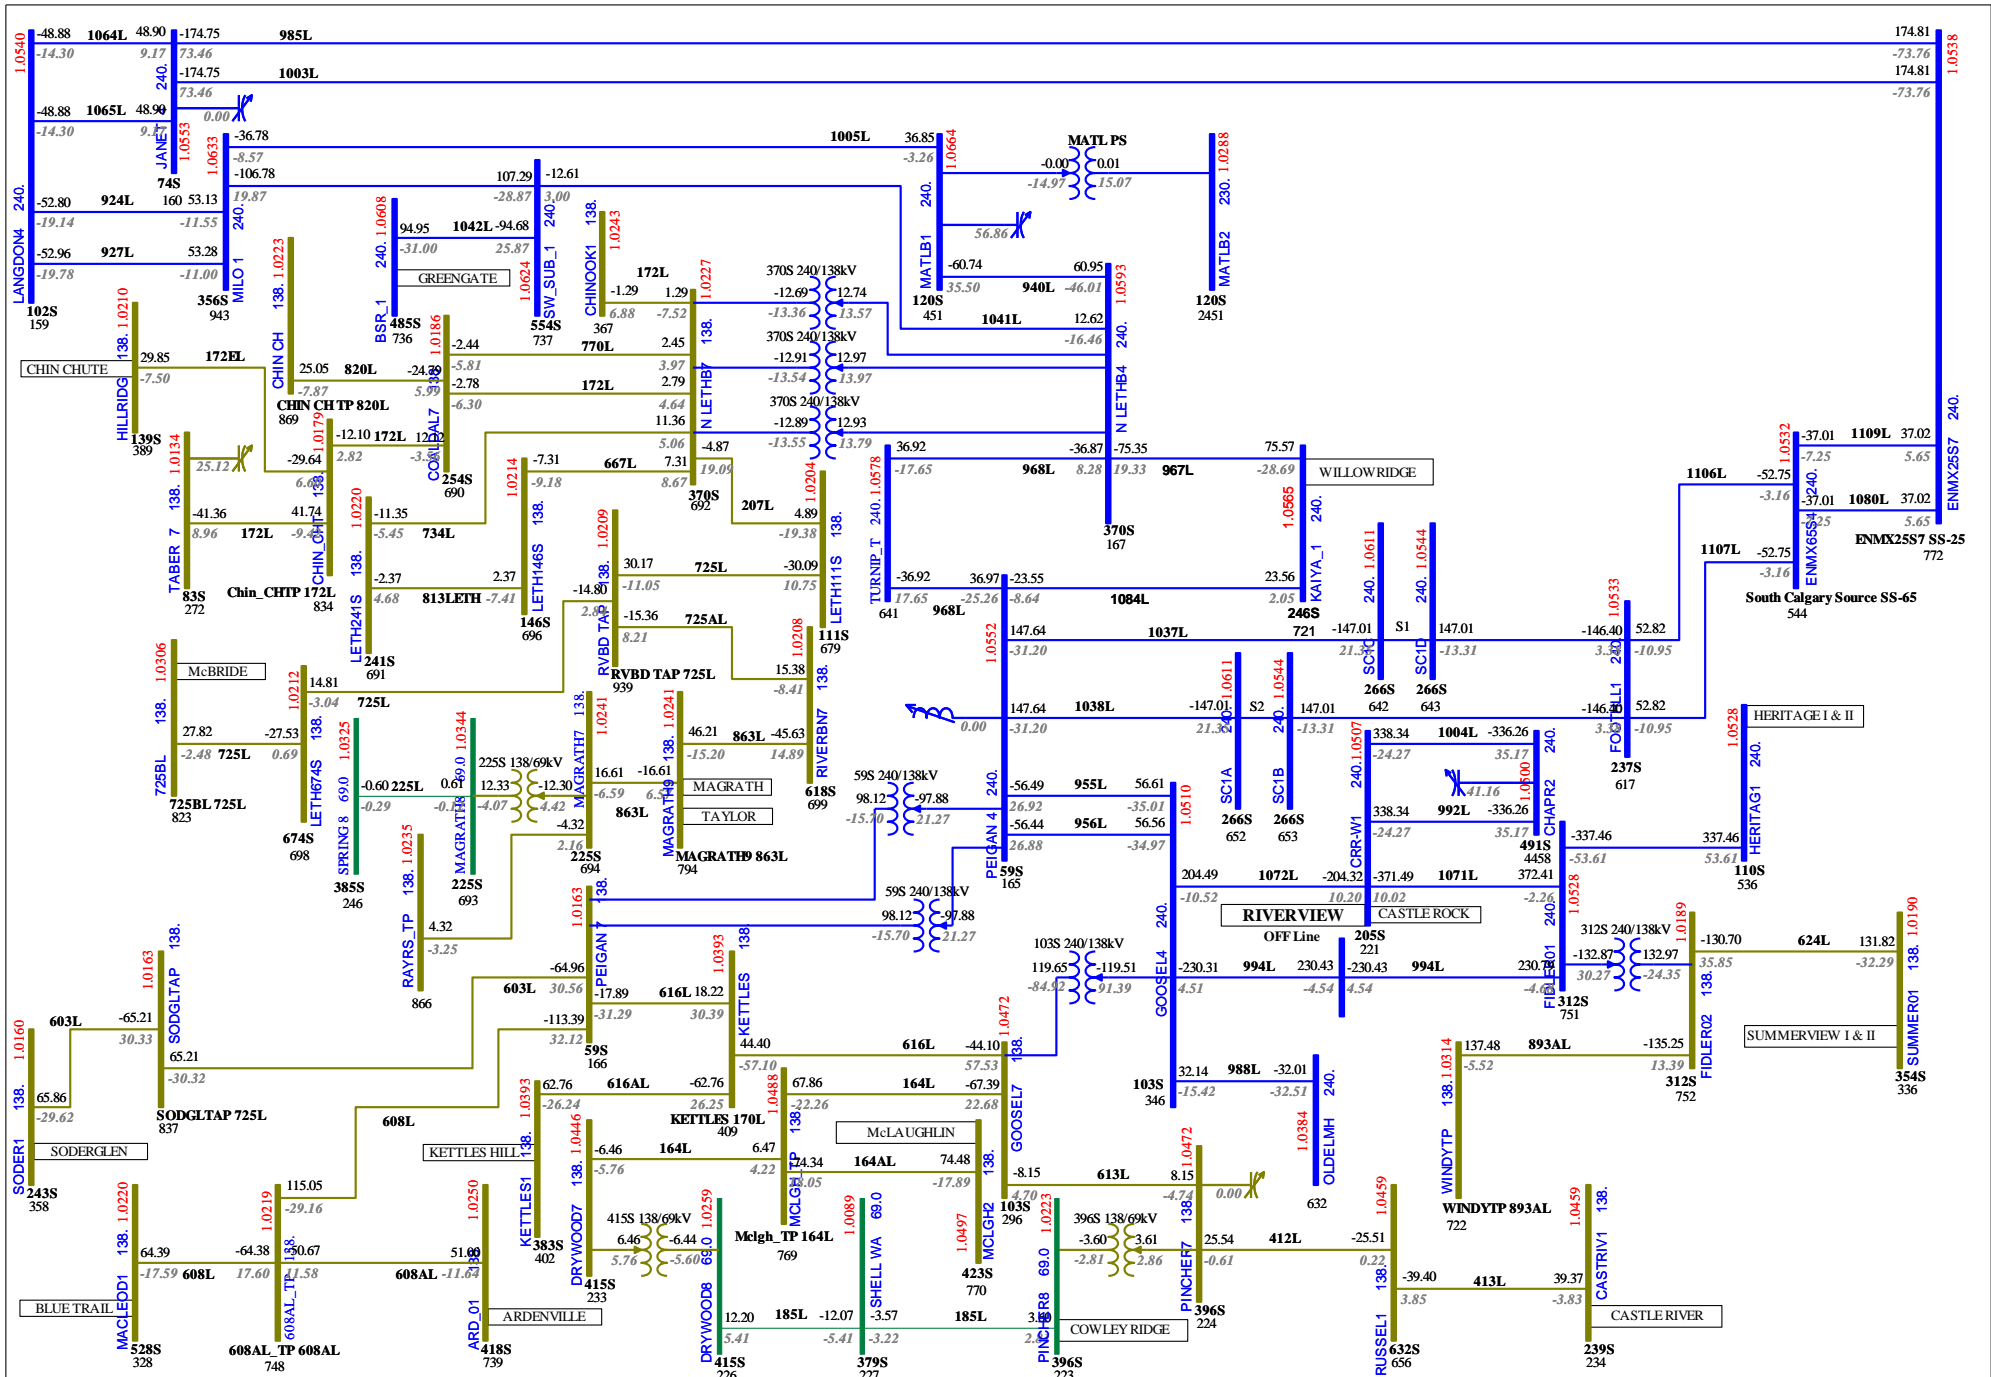 -48.88 1064L 48.90 -174.75 985L 174.81
-14.30 9.17 73.46 -73.76
1.0540 1.0538
-174.75 1003L 174.81
240. 73.46 -73.76
-48.88 1065L 48.90
-14.30 0.00
JANET 1.0553
74S
160
-36.78 1005L 36.85
-8.57 -3.26
1.0633 1.0664
-106.78 107.29 -12.61
19.87 -28.87 3.00
MATL PS
-0.00 0.01
-14.97 15.07
1.0288
-52.80 924L 53.13
-19.14 -11.55
LANGDON4 240.
-52.96 927L 53.28
-19.78 -11.00
102S
159
MILO 1 240.
356S
943
94.95 1042L -94.68
-31.00 25.87
BSR_1 240. 1.0608
GREENGATE
485S
736
SW_SUB_1 240.
1.0624
554S
737
56.86
MATLB1 240.
-60.74 60.95
35.50 940L -46.01
120S
451
MATLB2 230.
120S
2451
CHINOOK1 138. 1.0243
172L
-1.29 1.29
6.88 -7.52
367
1.0227
370S 240/138kV
-12.69 12.74
-13.36 13.57
370S 240/138kV
-12.91 12.97
-13.54 13.97
370S 240/138kV
-12.89 12.93
-13.55 13.79
1.0593
1041L 12.62
-16.46
N LETHB4 240.
370S
167
HILLRIDG 138. 1.0210
CHIN CHUTE
29.85 172EL
-7.50
139S
389
CHIN CH 138. 1.0223
25.05 820L -24.79
-7.87 5.99
CHIN CH TP 820L
869
1.0186
-2.44 770L 2.45
-5.81 3.97
-2.78 172L 2.79
-6.30 4.64
COALDAL7 138.
254S
690
11.36
5.06
-4.87
19.09
N LETHB7 138.
370S
692
-12.10 172L
2.82
1.0179
-29.64
CHIN_CHT 138.
TABER 7 138. 1.0134
25.12
-41.36 172L 41.74
8.96
83S
272
Chin_CHTP 172L
834
LETH241S 138. 1.0220
-11.35 734L
-5.45
-2.37 813LETH 2.37
4.68 -7.41
241S
691
1.0214
-7.31 667L 7.31
-9.18 8.67
LETH146S 138.
146S
696
207L 4.89
-19.38
1.0204
LETH111S 138.
111S
679
1.0209
30.17 725L -30.09
-11.05 10.75
-14.80
RVBD TAP 138.
-15.36 725AL 15.38
8.21 -8.41
RVBD TAP 725L
939
1.0208
RIVERBN7 138.
618S
699
TURNIP_T 240. 1.0578
36.92 968L -36.87 -75.35 967L 75.57
-17.65 8.28 19.33 -28.69
WILLOWRIDGE
KAIYA_1 240.
1.0565
-36.92 968L 36.97 -23.55 1084L 23.56
17.65 -25.26 -8.64 2.05
641
246S
721
1.0552
147.64 1037L -147.01 S1 147.01 -146.40 52.82
-31.20 -13.31 -10.95
SC1C 240. 1.0611
SC1D 240. 1.0544
266S
642
266S
643
147.64 1038L -147.01 S2 147.01 -146.40 52.82
0.00 -31.20 -13.31 -10.95
SC1A 240. 1.0611
SC1B 240. 1.0544
266S
652
266S
653
1.0533
FOOTHLL1 240.
237S
617
1106L -52.75
-3.16
1107L -52.75
-3.16
1.0532
-37.01 1109L 37.02
-7.25 5.65
-37.01 1080L 37.02
5.65
ENMX65S4 240.
South Calgary Source SS-65
544
ENMX25S7 240.
ENMX25S7 SS-25
772
1.0306
McBRIDE
725BL 138.
27.82 725L -27.53
-2.48 0.69
725BL 725L
823
1.0212
14.81 725L
-3.04
LETH674S 138.
674S
698
SPRING 8 69.0 1.0325
-0.60 225L 0.61
-0.29
385S
246
MAGRATH8 69.0 1.0344
12.33 225S 138/69kV -12.30
-4.07 4.42
225S
693
MAGRATH7 138. 1.0241
16.61 863L -16.61
-6.59
-4.32
2.16
225S
694
MAGRATH9 138. 1.0241
46.21 863L -45.63
-15.20 14.89
MAGRATH
TAYLOR
MAGRATH9 863L
794
RAYRS_TP 138. 1.0235
4.32
-3.25
866
59S 240/138kV
98.12 -97.88
-15.70 21.27
59S 240/138kV
98.12 -97.88
-15.70 21.27
PEIGAN 4 240.
-56.49 955L 56.61
26.92 -35.01
-56.44 956L 56.56
26.88 -34.97
59S
165
1.0510
204.49 1072L -204.32
-10.52 10.20
GOOSEL4 240.
1.0507
338.34 1004L -336.26
-24.27 35.17
41.16
338.34 992L -336.26
-24.27 35.17
CRR-W1 240.
1.0500
CHAPR2 240.
491S
4458
-371.49 1071L 372.41
10.02 -2.26
RIVERVIEW
OFF Line
CASTLE ROCK
205S
221
-337.46 337.46
-53.61 53.61
1.0528
HERITAGE I & II
HERITAG1 240. 1.0528
110S
536
-230.31 994L 230.43 -230.43 994L
4.51 -4.54 4.54
FIDLER01 240.
312S
751
312S 240/138kV
-132.87 132.97
30.27 -24.35
1.0189
-130.70 624L 131.82
35.85 -32.29
1.0190
SUMMERVIEW I & II
SUMMER01 138.
354S
336
137.48 893AL -135.25
-5.52 13.39
WINDYTP 138. 1.0314
WINDYTP 893AL
722
FIDLER02 138.
312S
752
1.0163
PEIGAN 7 138.
-64.96 603L
30.56
-17.89 616L 18.22
-31.29 30.39
-113.39
32.12
59S
166
SODGLTAP 138. 1.0163
603L -65.21
30.33
65.21
-30.32
SODGLTAP 725L
837
SODER1 138. 1.0160
65.86
-29.62
SODERGLEN
243S
358
608L
KETTLES 138. 1.0393
44.40 616L -44.10
-57.10 57.53
KETTLES 170L
409
62.76 616AL -62.76
-26.24 26.25
KETTLES1 138. 1.0393
KETTLES HILL
383S
402
103S 240/138kV
119.65 -119.51
-84.92 91.39
1.0472
GOOSEL7 138.
103S
296
1.0488
67.86 164L -67.39
-22.26 22.68
MCLGH_TP 138.
Mclgh_TP 164L
769
-6.46 164L 6.47
-5.76 4.22
DRYWOOD7 138. 1.0446
-74.34 164AL 74.48
-17.89
McLAUGHLIN
MCLGH2 138.
1.0497
423S
770
103S
346
32.14 988L -32.01
-15.42 -32.51
OLDELMH 240.
1.0384
632
-8.15 613L 8.15
4.70 -4.74 0.00
PINCHER7 138. 1.0472
396S
224
1.0219
115.05
-29.16
MACLEOD1 138. 1.0220
64.39 608L -64.38
-17.59 17.60
BLUE TRAIL
528S
328
608AL_TP 138.
-50.67 608AL 51.00
11.58 -11.64
608AL_TP 608AL
748
ARD_01 138. 1.0250
ARDENVILLE
418S
739
415S 138/69kV
6.46 -6.44
5.76 -5.60
415S
233
DRYWOOD8 69.0 1.0259
12.20 185L -12.07
5.41 -5.41
415S
226
SHELL WA 69.0 1.0089
-3.57 185L
-3.22
379S
227
PINCHER8 69.0 1.0223
COWLEY RIDGE
396S
223
396S 138/69kV
-3.60 3.61
-2.81 2.86
25.54 412L -25.51
-0.61 0.22
RUSSEL1 138. 1.0459
-39.40 413L 39.37
3.85 -3.83
632S
656
CASTRIV1 138. 1.0459
CASTLE RIVER
239S
234